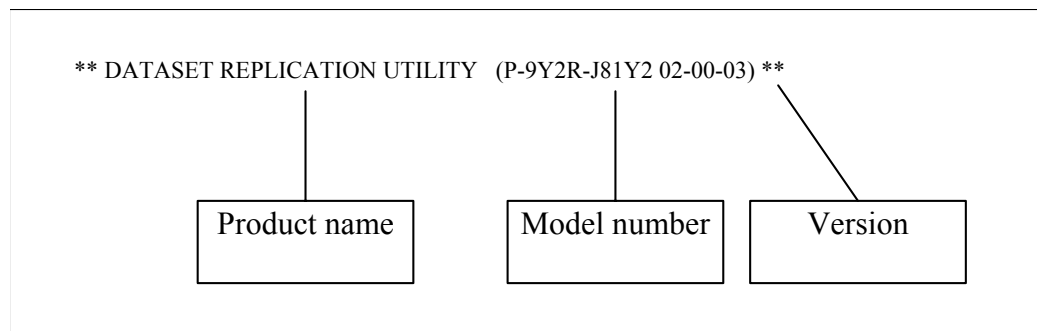 ** DATASET REPLICATION UTILITY (P-9Y2R-J81Y2 02-00-03) **
Product name
Model number
Version